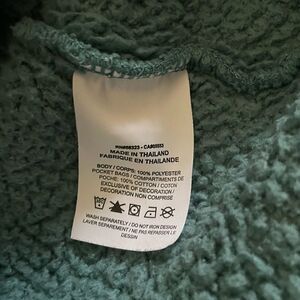 MADE IN THAILAND
FABRIQUE EN THAILANDE
BODY / CORPS: 100% POLYESTER
POCKET BAGS / COMPARTIMENTS DE
POCHE: 100% COTTON / COTON
EXCLUSIVE OF DECORATION /
DECORATION NON COMPRISE
WASH SEPARATELY / DO NOT IRON DESIGN
LAVER SEPAREMENT / NE PAS REPASSER LE
DESSIN